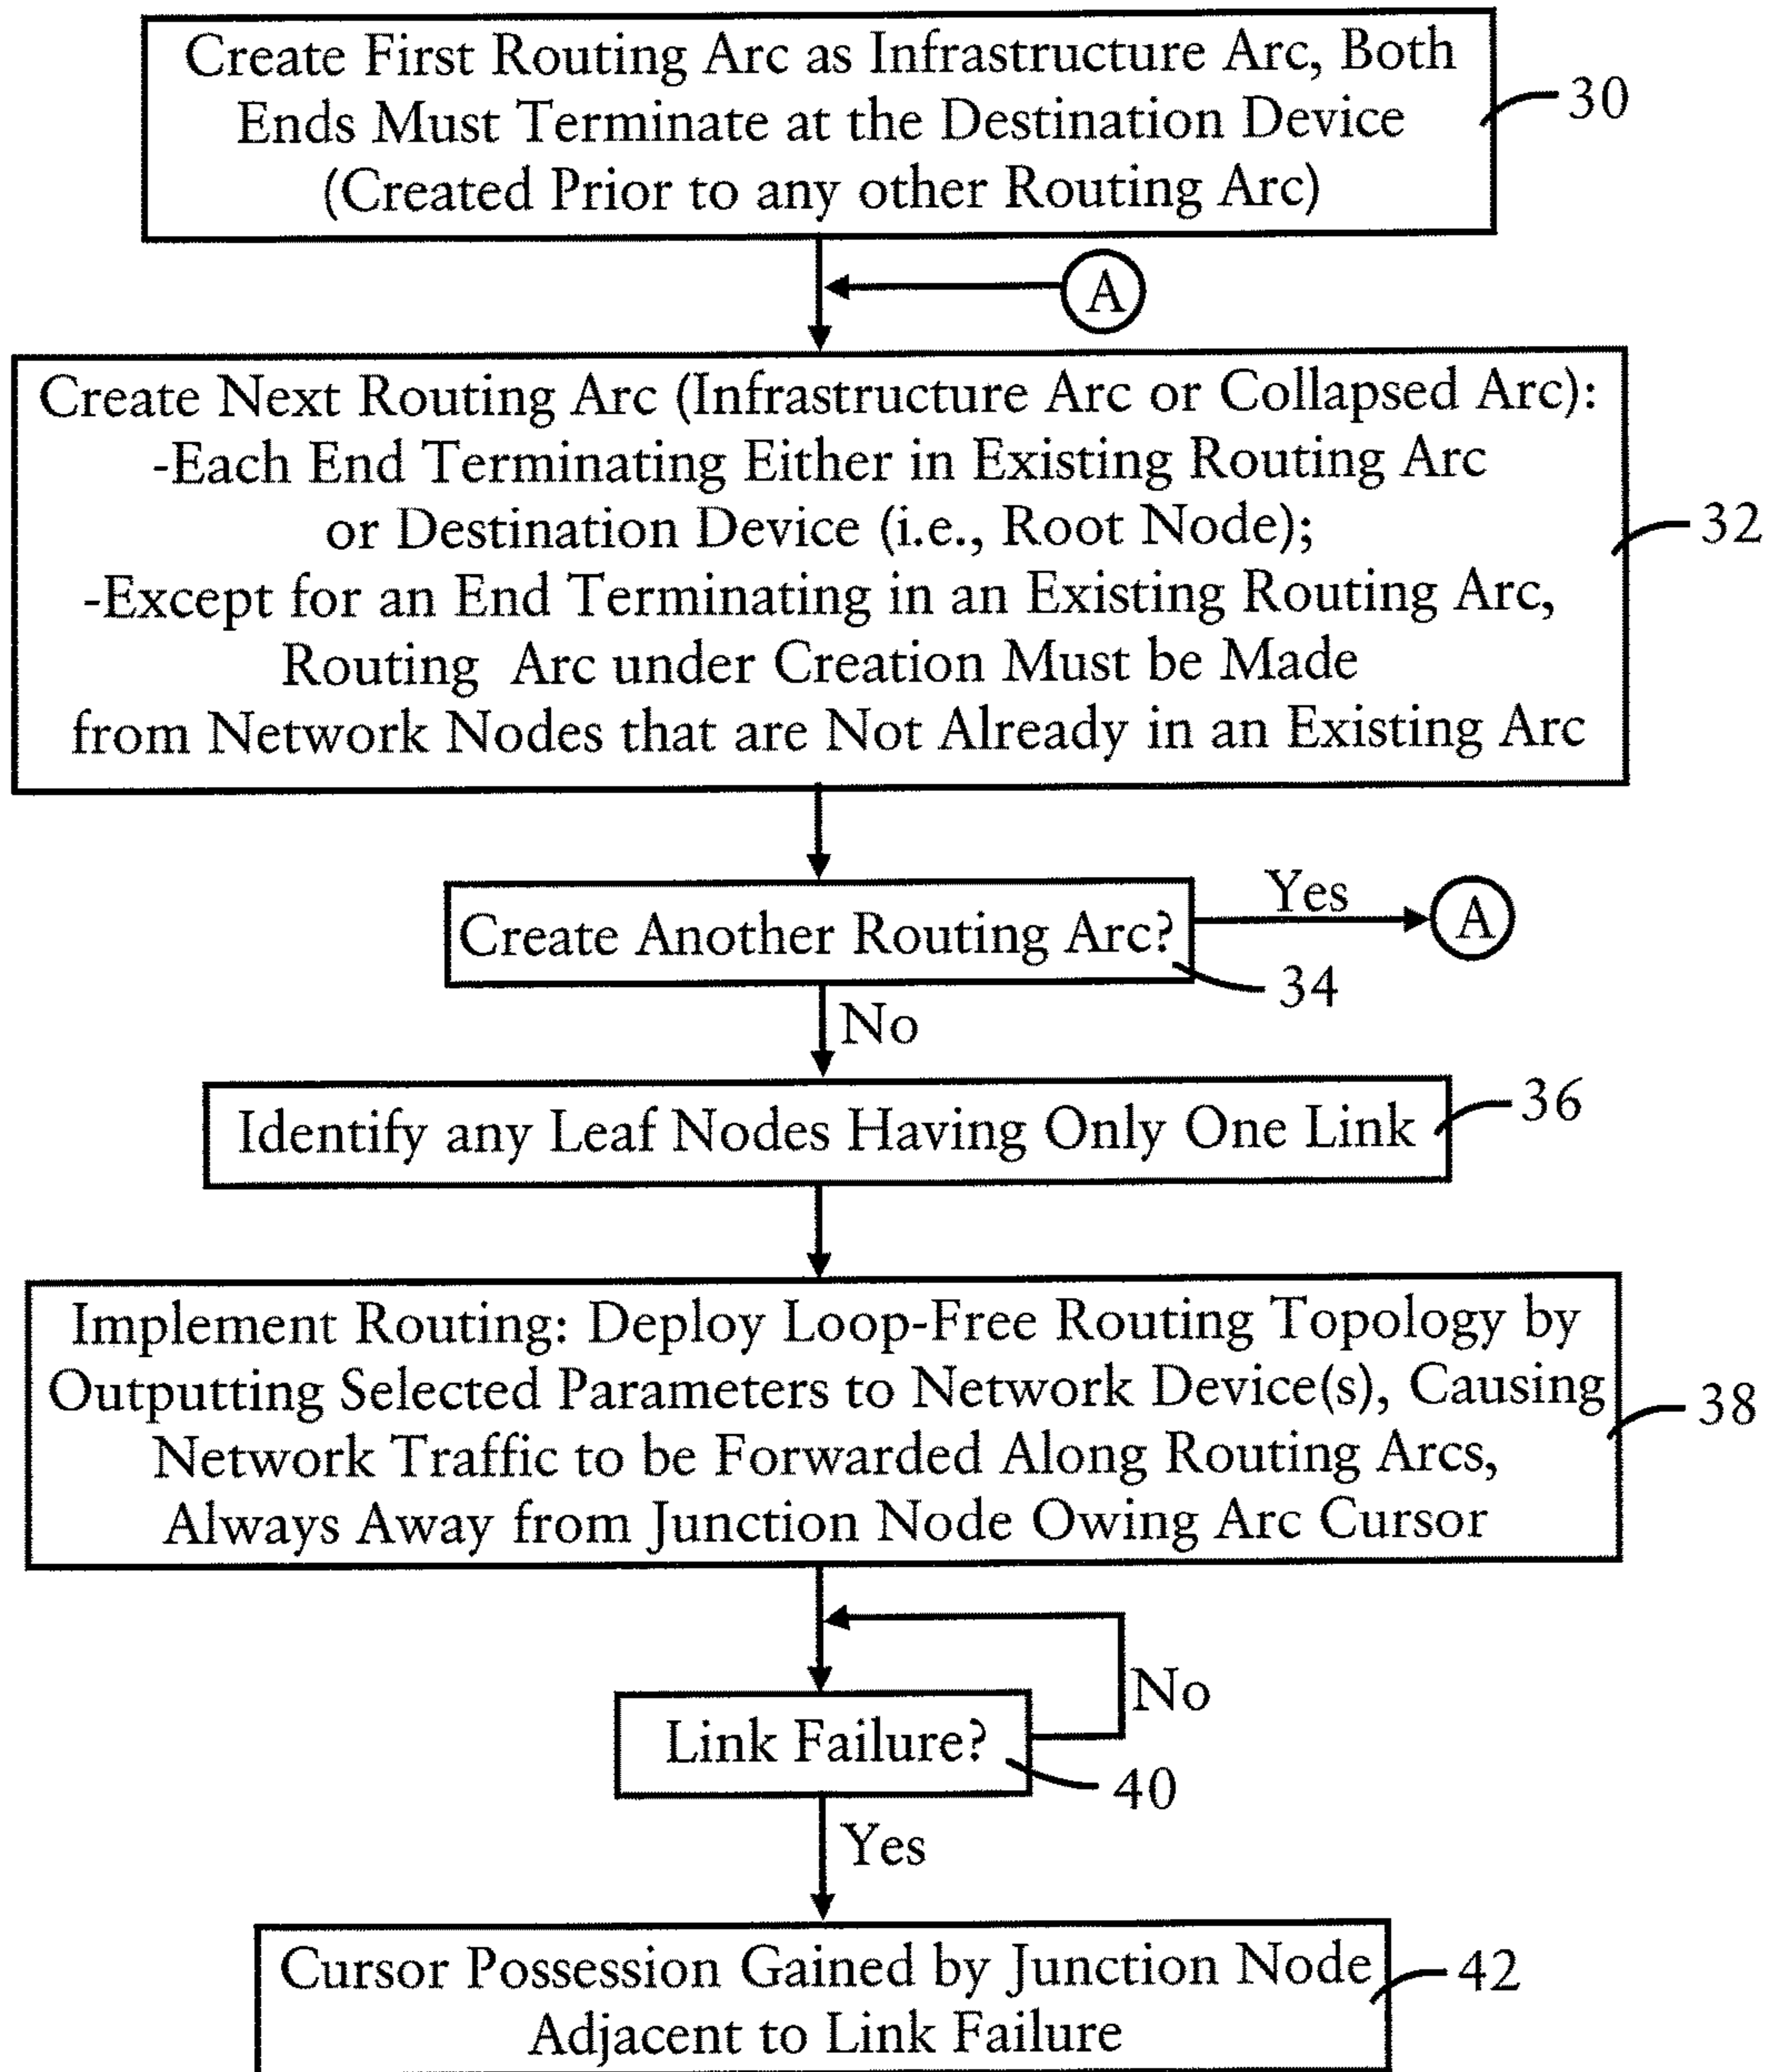 Create First Routing Arc as Infrastructure Arc, Both
Ends Must Terminate at the Destination Device
(Created Prior to any other Routing Arc)
30
A
Create Next Routing Arc (Infrastructure Arc or Collapsed Arc):
-Each End Terminating Either in Existing Routing Arc
or Destination Device (i.e., Root Node);
-Except for an End Terminating in an Existing Routing Arc,
Routing Arc under Creation Must be Made
from Network Nodes that are Not Already in an Existing Arc
32
Create Another Routing Arc?
Yes
A
34
No
Identify any Leaf Nodes Having Only One Link
36
Implement Routing: Deploy Loop-Free Routing Topology by
Outputting Selected Parameters to Network Device(s), Causing
Network Traffic to be Forwarded Along Routing Arcs,
Always Away from Junction Node Owing Arc Cursor
38
No
Link Failure?
40
Yes
Cursor Possession Gained by Junction Node
Adjacent to Link Failure
42